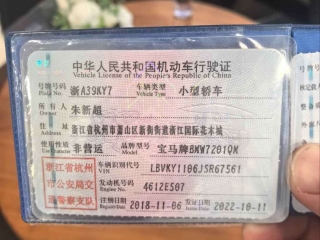 中华人民共和国机动车行驶证
Vehicle License of the People's Republic of China
号牌号码 浙A39KY7 车辆类型 小型轿车
Plate No. Vehicle Type
所有人 朱新超
Owner
住址 浙江省杭州市萧山区新街街道浙江国际花木城
Address
使用性质 非营运 品牌型号 宝马牌BMW7201QM
Use Character Model
浙江省杭州
市公安局交
通警察支队
车辆识别代号 LBVKY1106JSR67561
VIN
发动机号码 4612E507
Engine No.
注册日期 2018-11-06 发证日期 2022-10-11
Register Date Issue Date